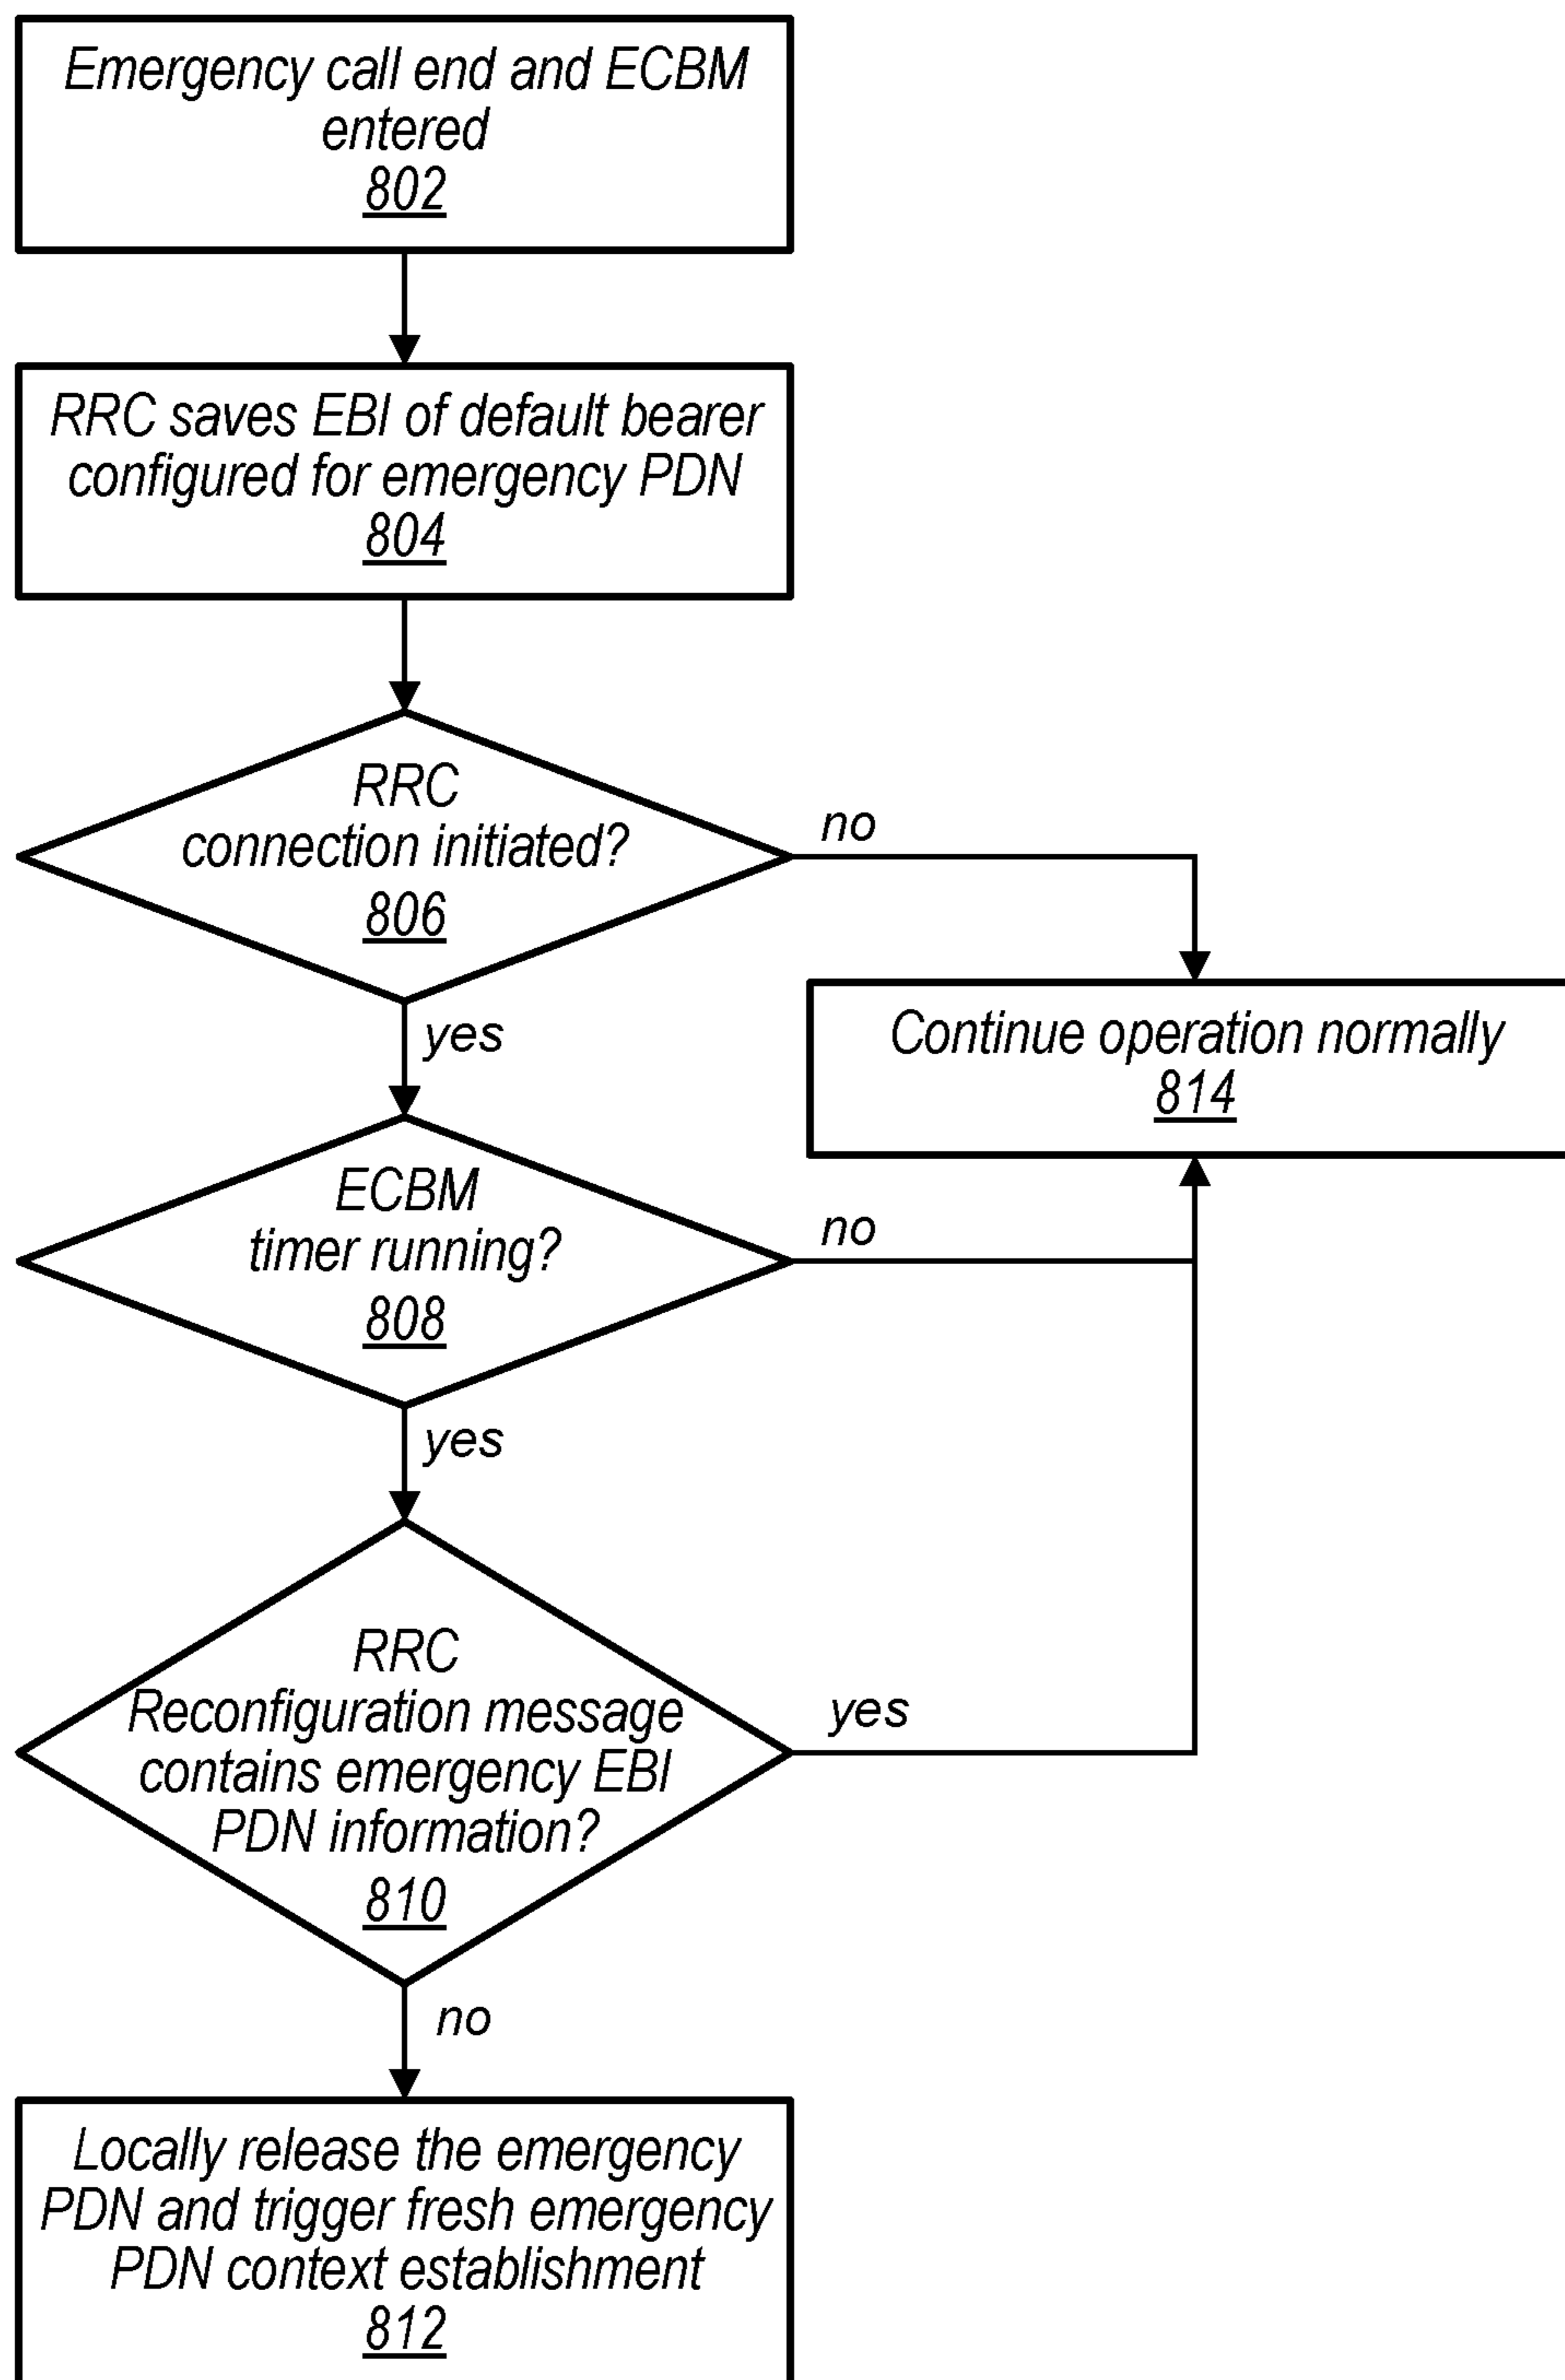 Emergency call end and ECBM
entered
802
RRC saves EBI of default bearer
configured for emergency PDN
804
RRC
connection initiated?
806
no
yes
Continue operation normally
814
ECBM
timer running?
808
no
yes
RRC
Reconfiguration message
contains emergency EBI
PDN information?
810
yes
no
Locally release the emergency
PDN and trigger fresh emergency
PDN context establishment
812